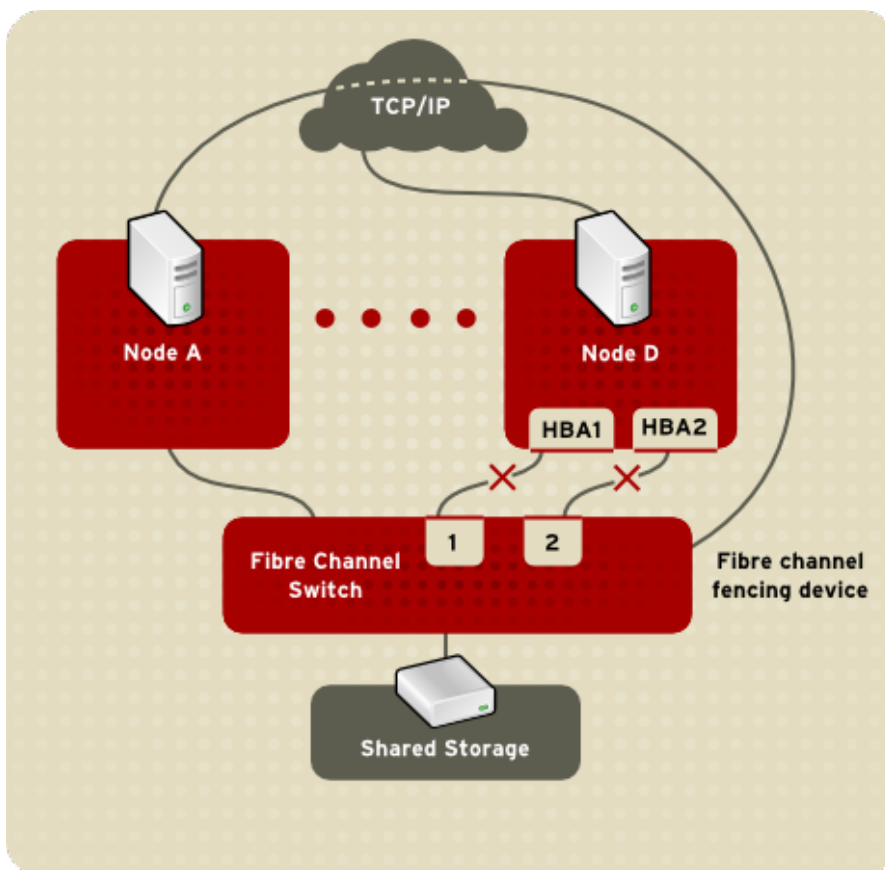 TCP/IP
Node A
Node D
HBA1
HBA2
1
2
Fibre Channel
Switch
Fibre channel
fencing device
Shared Storage